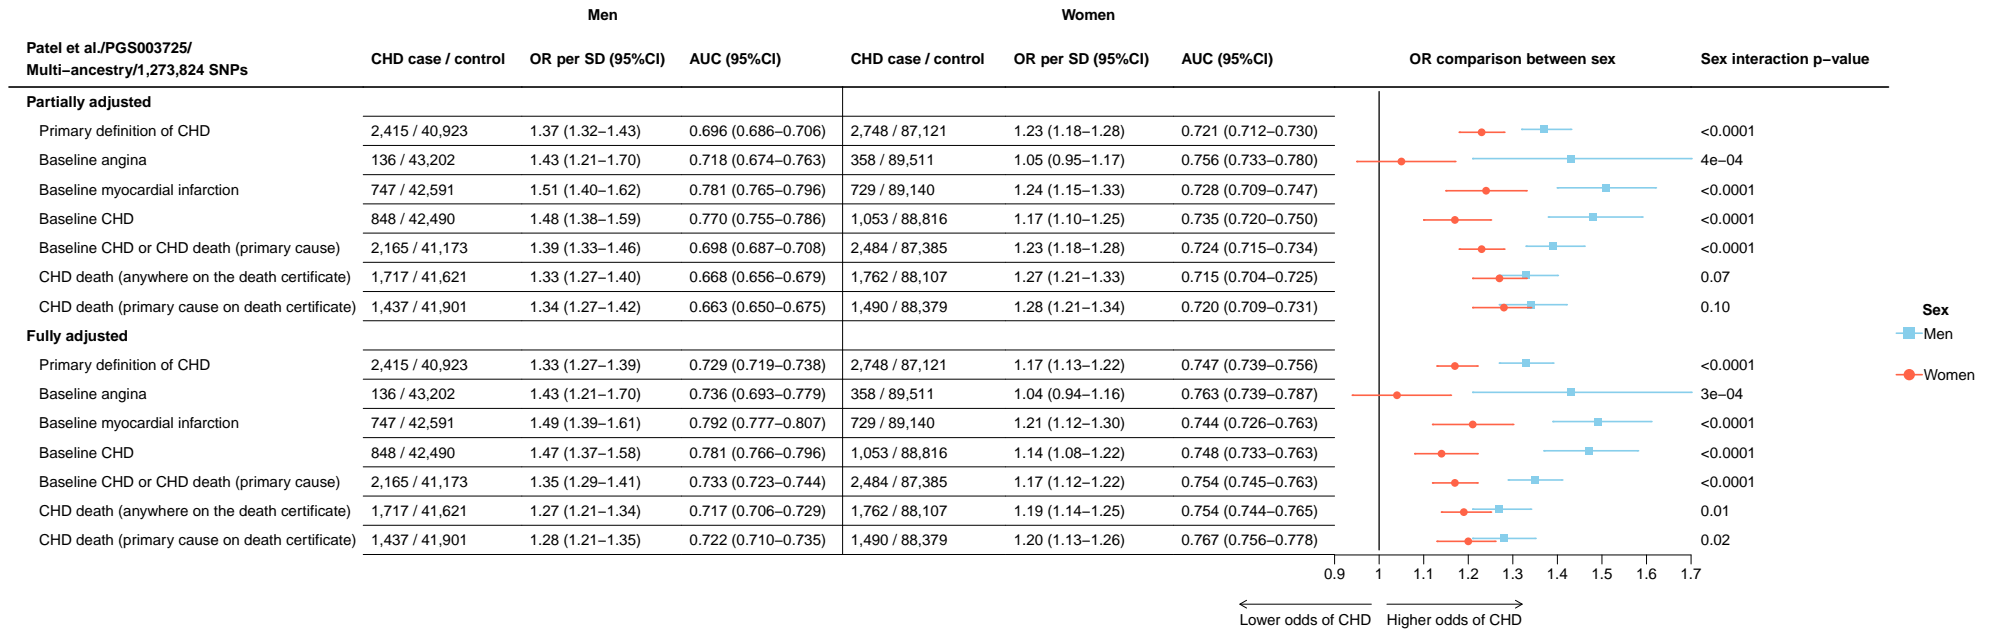 Men Women
Patel et al./PGS003725/
Multi−ancestry/1,273,824 SNPs CHD case / control OR per SD (95%CI) AUC (95%CI) CHD case / control OR per SD (95%CI) AUC (95%CI) OR comparison between sex Sex interaction p−value
Partially adjusted
Primary definition of CHD 2,415 / 40,923 1.37 (1.32−1.43) 0.696 (0.686−0.706) 2,748 / 87,121 1.23 (1.18−1.28) 0.721 (0.712−0.730) <0.0001
Baseline angina 136 / 43,202 1.43 (1.21−1.70) 0.718 (0.674−0.763) 358 / 89,511 1.05 (0.95−1.17) 0.756 (0.733−0.780) 4e−04
Baseline myocardial infarction 747 / 42,591 1.51 (1.40−1.62) 0.781 (0.765−0.796) 729 / 89,140 1.24 (1.15−1.33) 0.728 (0.709−0.747) <0.0001
Baseline CHD 848 / 42,490 1.48 (1.38−1.59) 0.770 (0.755−0.786) 1,053 / 88,816 1.17 (1.10−1.25) 0.735 (0.720−0.750) <0.0001
Baseline CHD or CHD death (primary cause) 2,165 / 41,173 1.39 (1.33−1.46) 0.698 (0.687−0.708) 2,484 / 87,385 1.23 (1.18−1.28) 0.724 (0.715−0.734) <0.0001
CHD death (anywhere on the death certificate) 1,717 / 41,621 1.33 (1.27−1.40) 0.668 (0.656−0.679) 1,762 / 88,107 1.27 (1.21−1.33) 0.715 (0.704−0.725) 0.07
CHD death (primary cause on death certificate) 1,437 / 41,901 1.34 (1.27−1.42) 0.663 (0.650−0.675) 1,490 / 88,379 1.28 (1.21−1.34) 0.720 (0.709−0.731) 0.10
Fully adjusted
Primary definition of CHD 2,415 / 40,923 1.33 (1.27−1.39) 0.729 (0.719−0.738) 2,748 / 87,121 1.17 (1.13−1.22) 0.747 (0.739−0.756) <0.0001
Baseline angina 136 / 43,202 1.43 (1.21−1.70) 0.736 (0.693−0.779) 358 / 89,511 1.04 (0.94−1.16) 0.763 (0.739−0.787) 3e−04
Baseline myocardial infarction 747 / 42,591 1.49 (1.39−1.61) 0.792 (0.777−0.807) 729 / 89,140 1.21 (1.12−1.30) 0.744 (0.726−0.763) <0.0001
Baseline CHD 848 / 42,490 1.47 (1.37−1.58) 0.781 (0.766−0.796) 1,053 / 88,816 1.14 (1.08−1.22) 0.748 (0.733−0.763) <0.0001
Baseline CHD or CHD death (primary cause) 2,165 / 41,173 1.35 (1.29−1.41) 0.733 (0.723−0.744) 2,484 / 87,385 1.17 (1.12−1.22) 0.754 (0.745−0.763) <0.0001
CHD death (anywhere on the death certificate) 1,717 / 41,621 1.27 (1.21−1.34) 0.717 (0.706−0.729) 1,762 / 88,107 1.19 (1.14−1.25) 0.754 (0.744−0.765) 0.01
CHD death (primary cause on death certificate) 1,437 / 41,901 1.28 (1.21−1.35) 0.722 (0.710−0.735) 1,490 / 88,379 1.20 (1.13−1.26) 0.767 (0.756−0.778) 0.02
0.9 1 1.1 1.2 1.3 1.4 1.5 1.6 1.7
Lower odds of CHD Higher odds of CHD
Sex
Men
Women